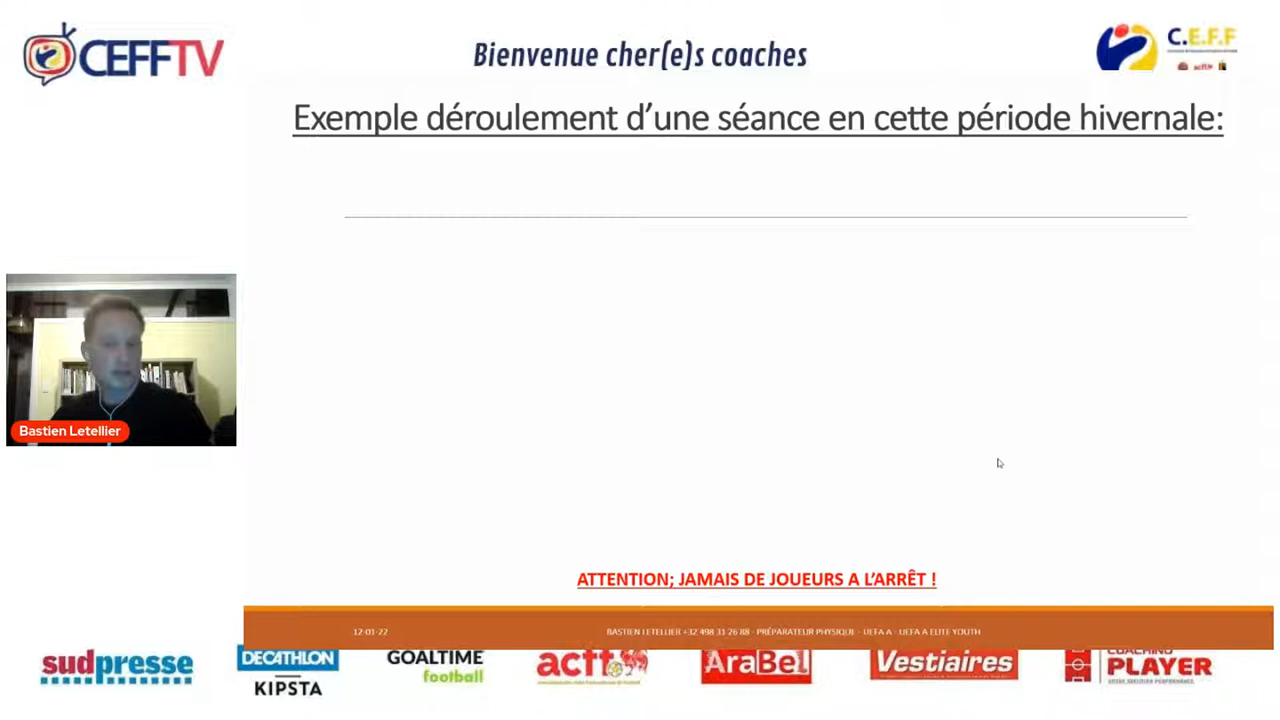 CEFFTV
Bienvenue cher(e)s coaches
C.E.F.F
Exemple déroulement d’une séance en cette période hivernale:
Bastien Letellier
ATTENTION; JAMAIS DE JOUEURS A L’ARRÊT !
12-01-22
BASTIEN LETELLIER +32 498 31 26 88 - PRÉPARATEUR PHYSIQUE - UEFA A - UEFA A ELITE YOUTH
sudpresse
DECATHLON
KIPSTA
GOALTIME
football
acff
AraBel
Vestiaires
COACHING
PLAYER